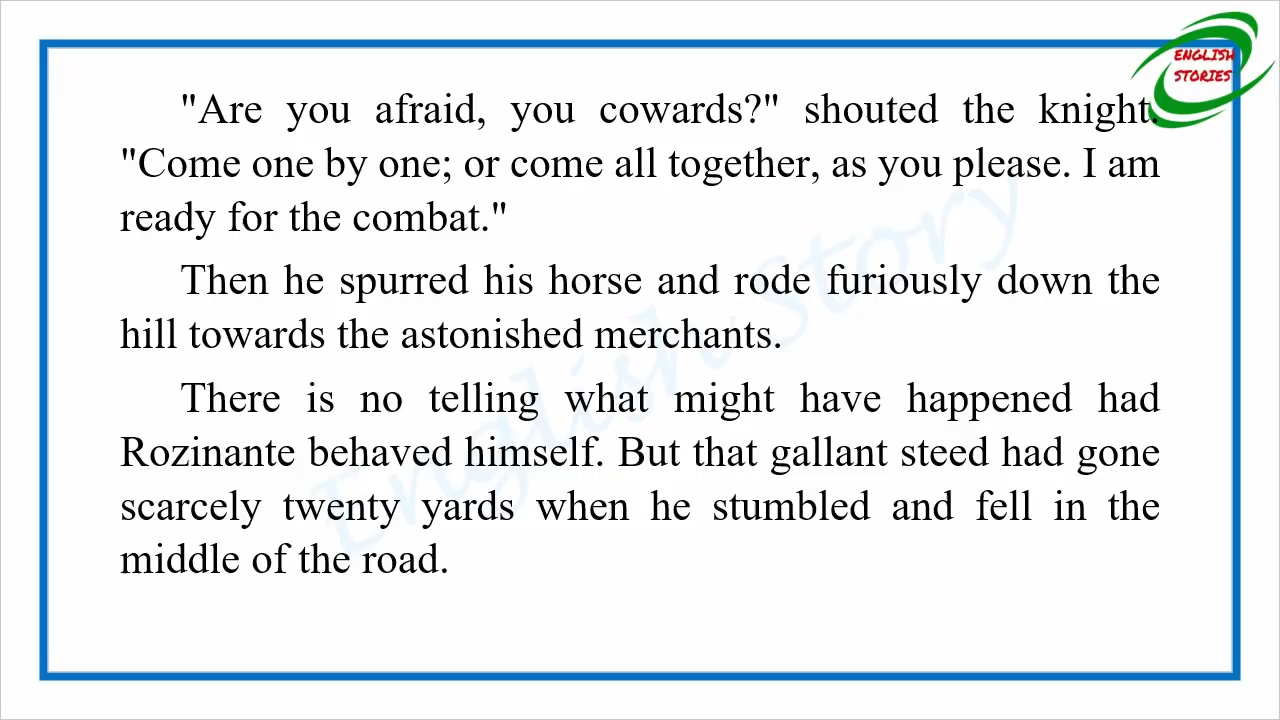 ENGLISH
STORIES
"Are you afraid, you cowards?" shouted the knight.
"Come one by one; or come all together, as you please. I am
ready for the combat."
Then he spurred his horse and rode furiously down the
hill towards the astonished merchants.
There is no telling what might have happened had
Rozinante behaved himself. But that gallant steed had gone
scarcely twenty yards when he stumbled and fell in the
middle of the road.
English Story